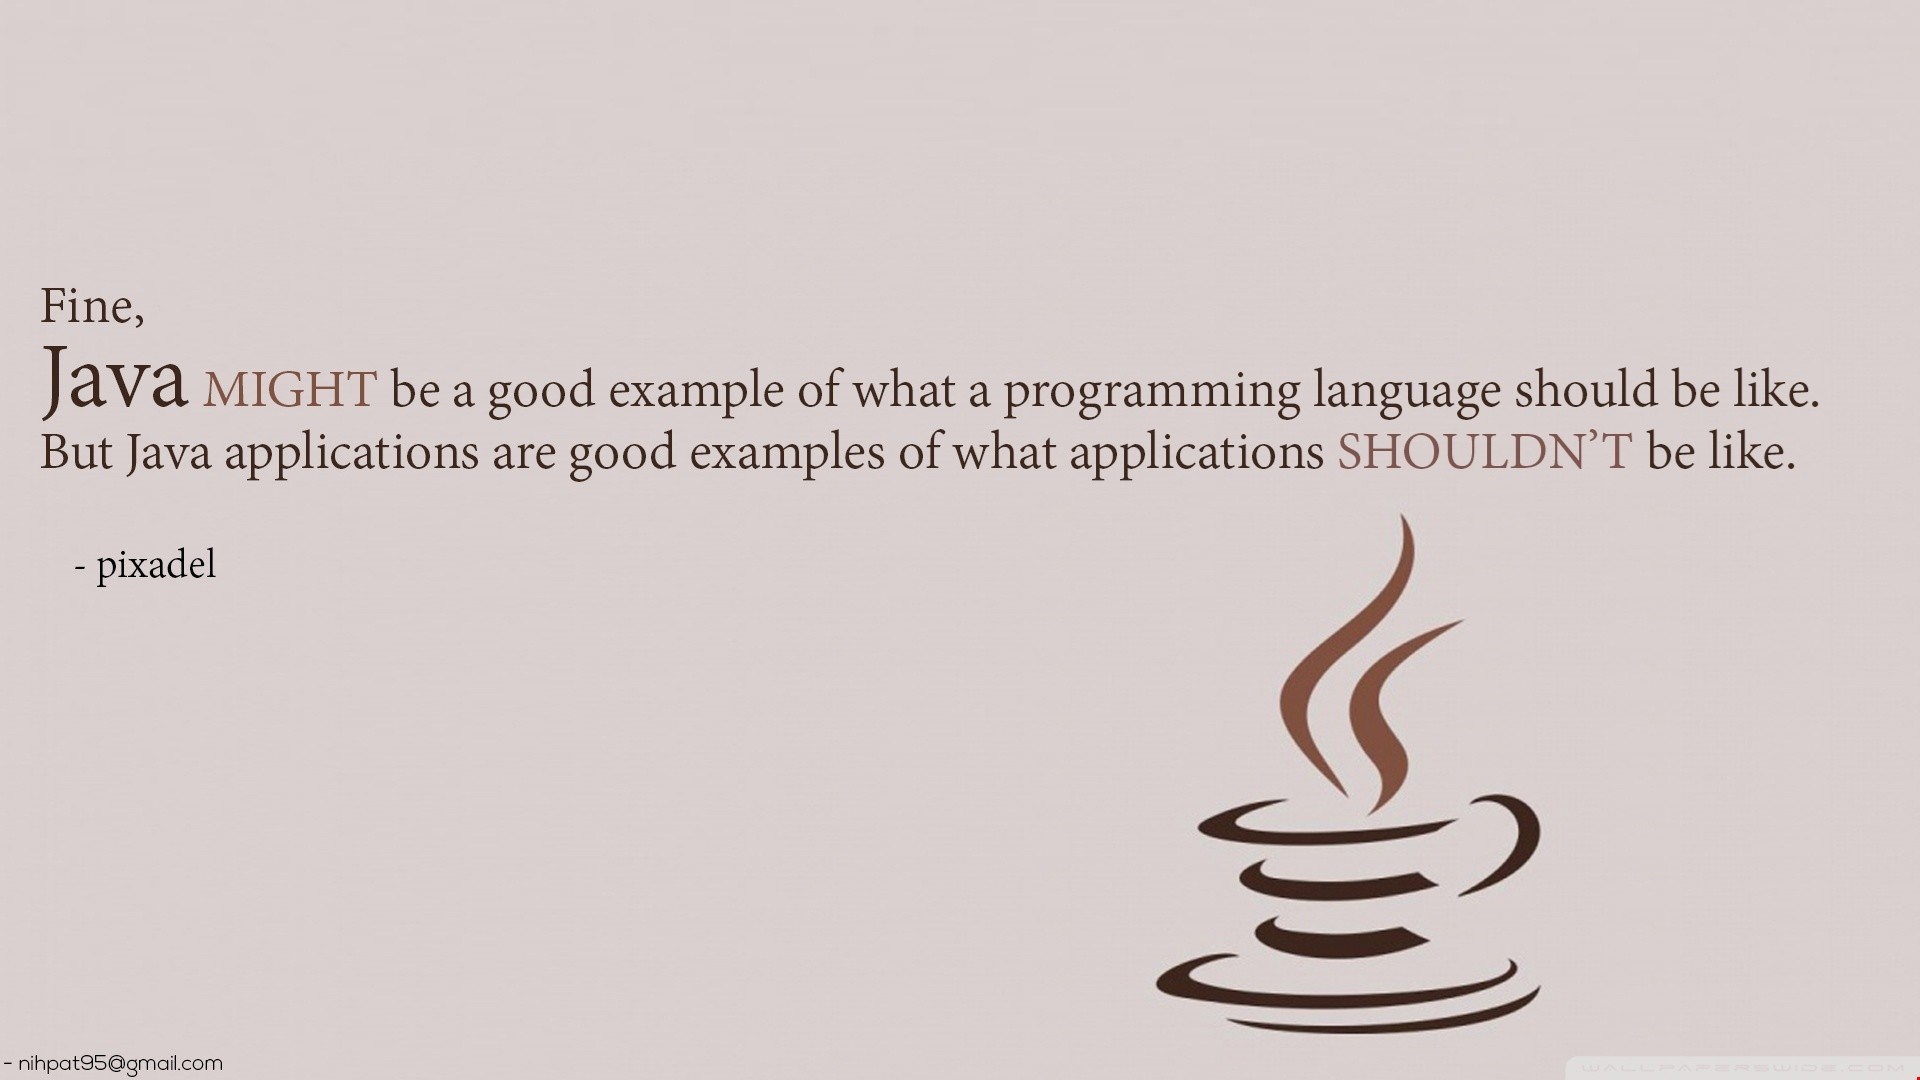 Fine,
Java MIGHT be a good example of what a programming language should be like.
But Java applications are good examples of what applications SHOULDN'T be like.
- pixadel
- nihpat95@gmail.com
WALLPAPERSWIDE.COM